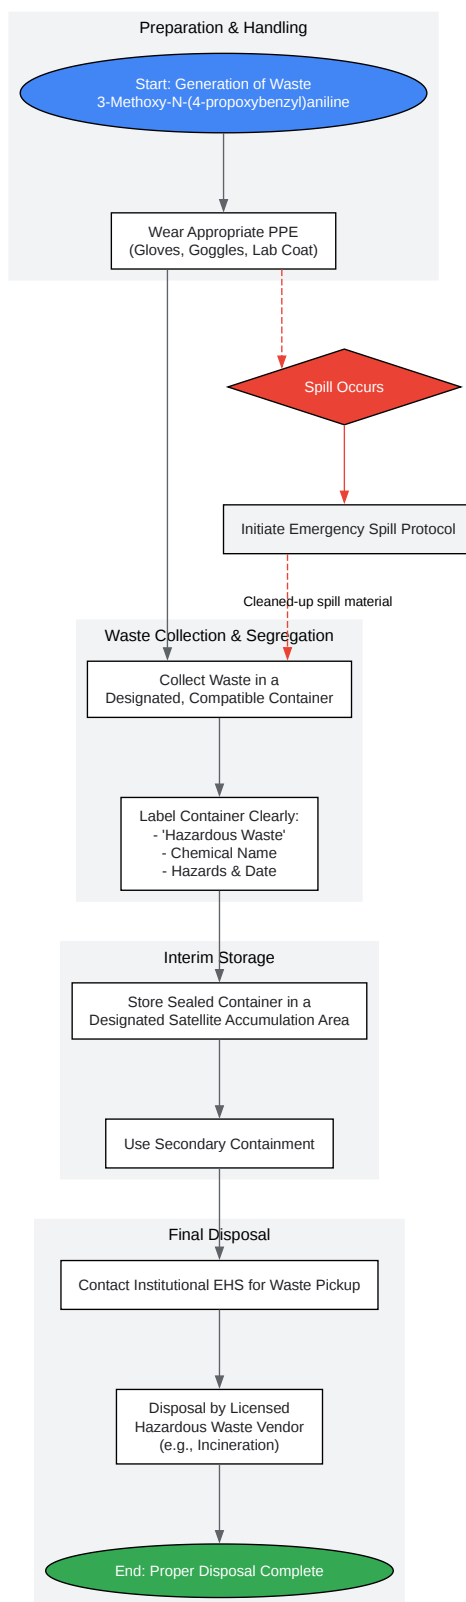 Preparation & Handling
Start: Generation of Waste
3-Methoxy-N-(4-propoxybenzyl)aniline
Wear Appropriate PPE
(Gloves, Goggles, Lab Coat)
Spill Occurs
Initiate Emergency Spill Protocol
Cleaned-up spill material
Waste Collection & Segregation
Collect Waste in a
Designated, Compatible Container
Label Container Clearly:
- 'Hazardous Waste'
- Chemical Name
- Hazards & Date
Interim Storage
Store Sealed Container in a
Designated Satellite Accumulation Area
Use Secondary Containment
Final Disposal
Contact Institutional EHS for Waste Pickup
Disposal by Licensed
Hazardous Waste Vendor
(e.g., Incineration)
End: Proper Disposal Complete